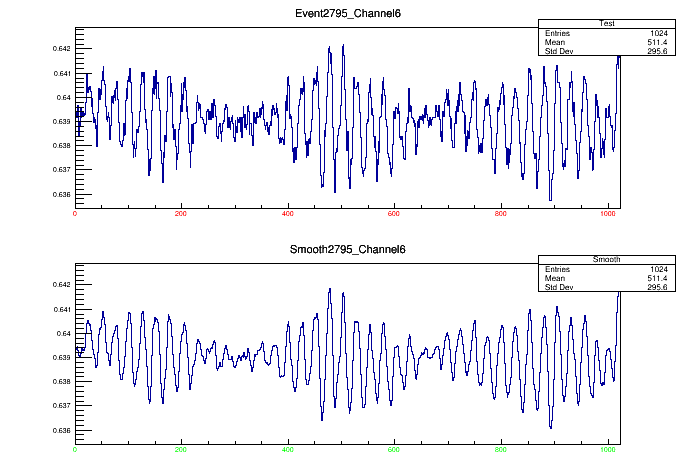 Event2795_Channel6
Test
Entries 1024
Mean 511.4
Std Dev 295.6
0.642
0.641
0.64
0.639
0.638
0.637
0.636
0 200 400 600 800 1000
Smooth2795_Channel6
Smooth
Entries 1024
Mean 511.4
Std Dev 295.6
0.642
0.641
0.64
0.639
0.638
0.637
0.636
0 200 400 600 800 1000